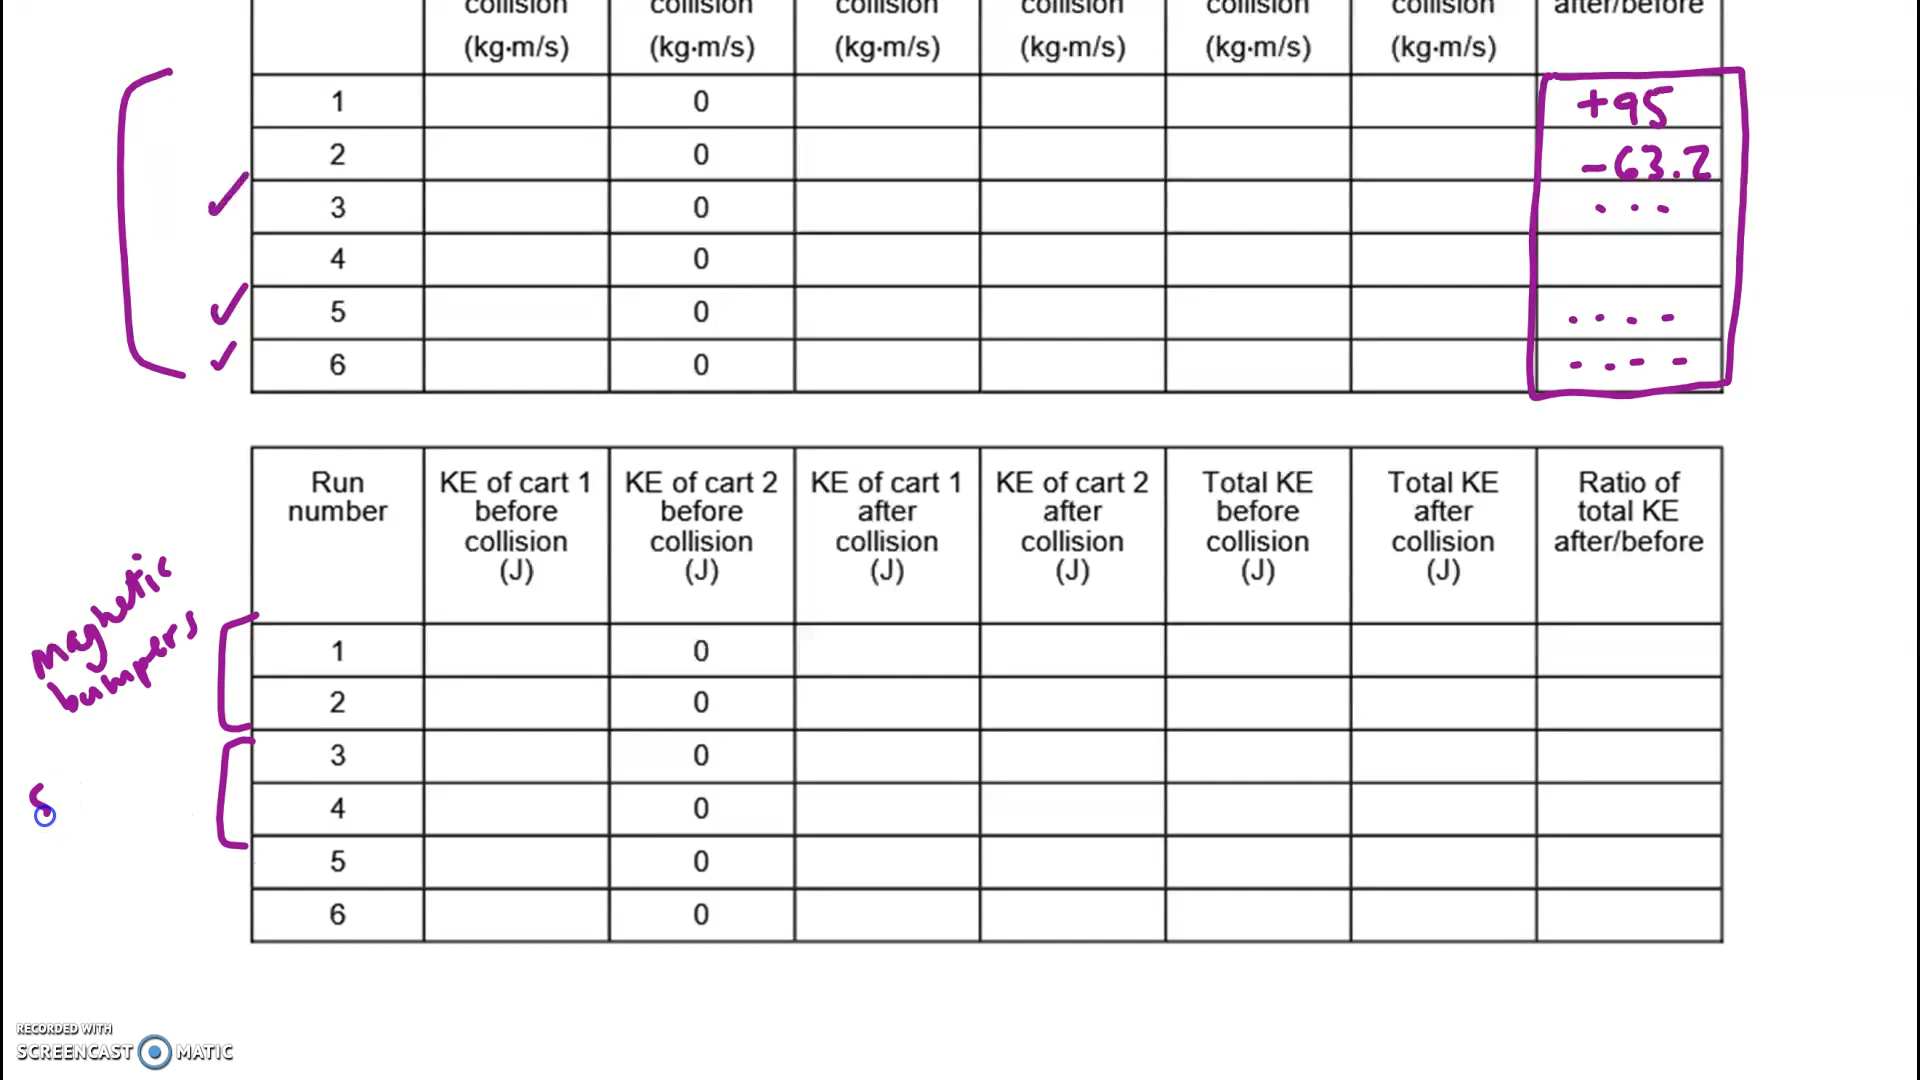 collision collision collision collision collision collision after/before
(kg·m/s) (kg·m/s) (kg·m/s) (kg·m/s) (kg·m/s) (kg·m/s)
1 0 +95
2 0 -63.2
3 0 ...
4 0
5 0 ....
6 0 ....
Run number KE of cart 1 before collision (J) KE of cart 2 before collision (J) KE of cart 1 after collision (J) KE of cart 2 after collision (J) Total KE before collision (J) Total KE after collision (J) Ratio of total KE after/before
magnetic
bumpers
1 0
2 0
3 0
4 0
5 0
6 0
RECORDED WITH
SCREENCAST MATIC